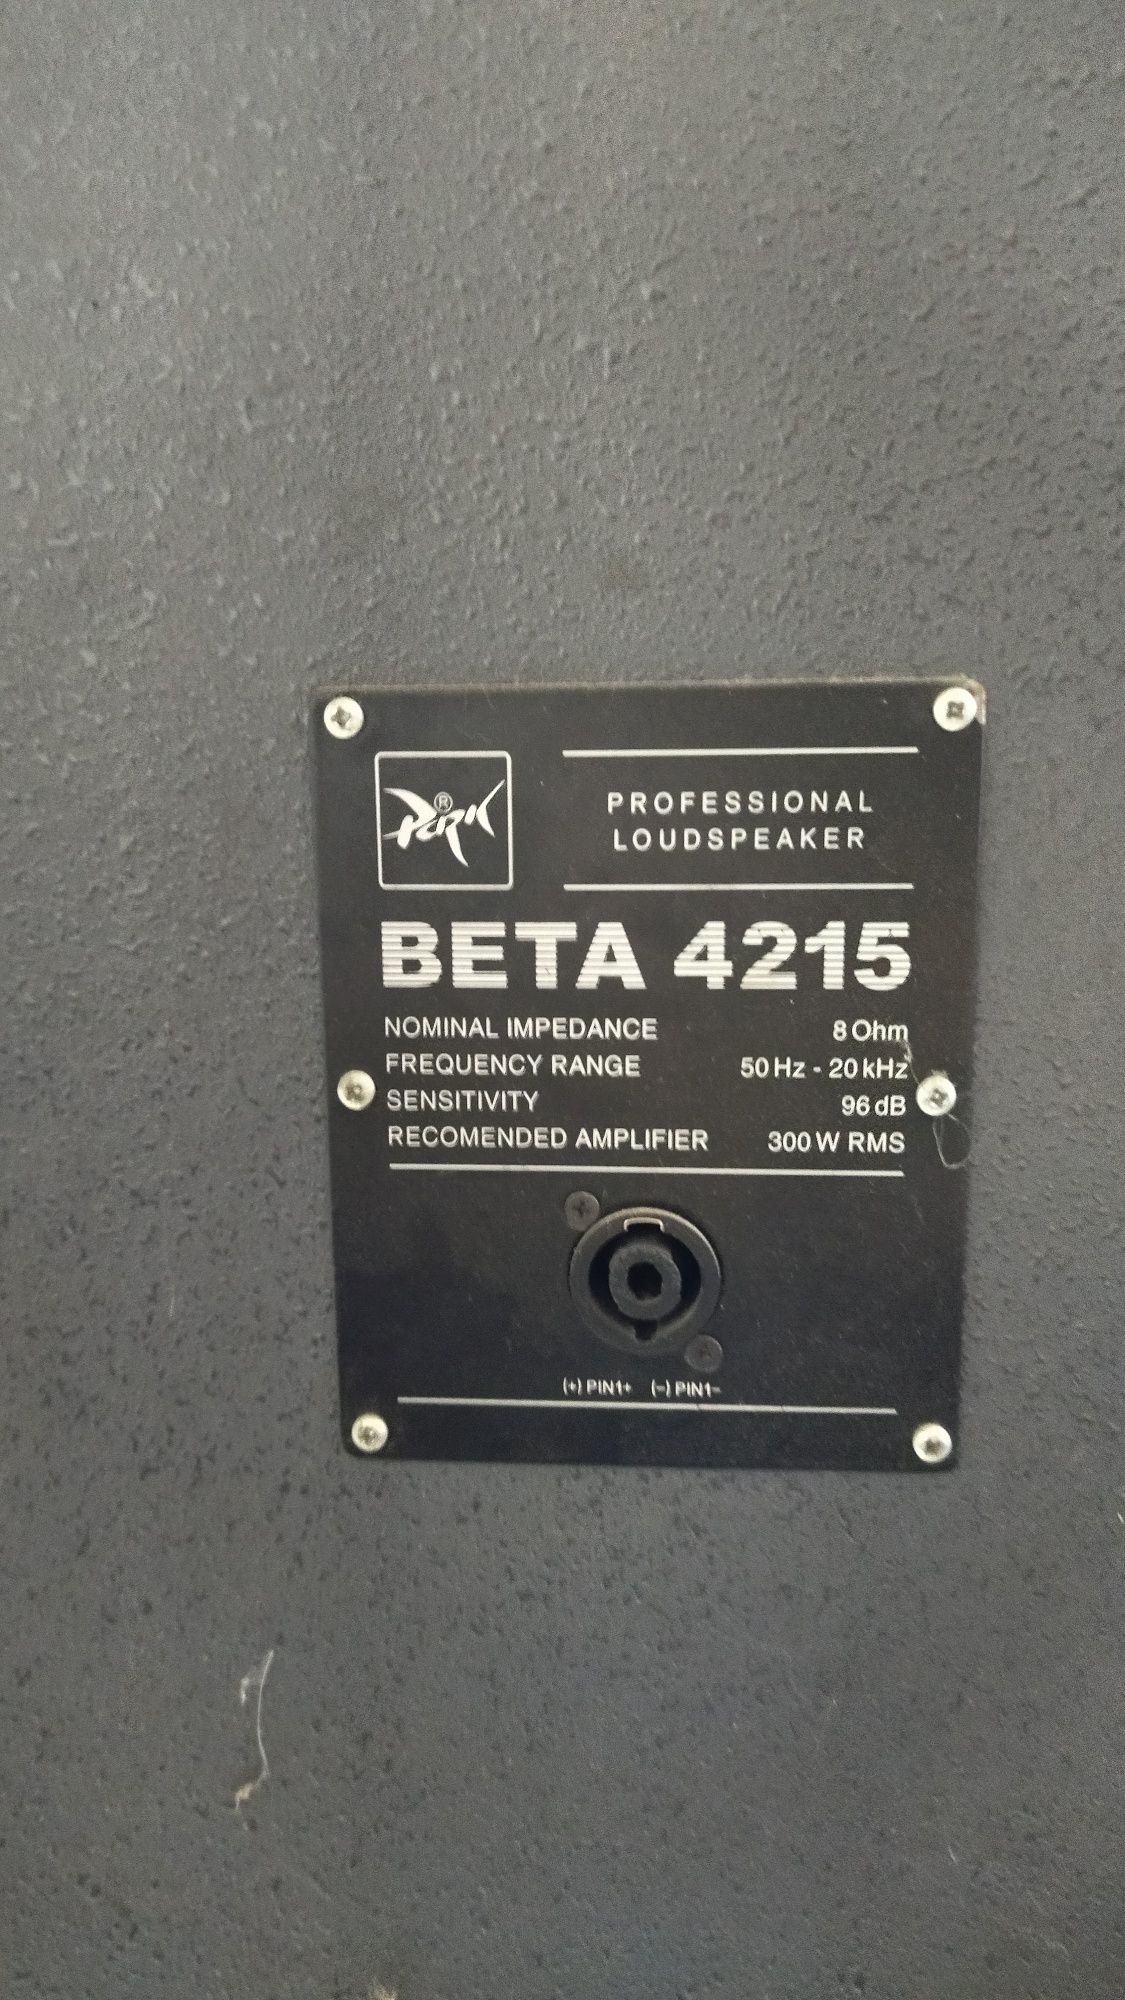 Park ®
PROFESSIONAL
LOUDSPEAKER
BETA 4215
NOMINAL IMPEDANCE 8 Ohm
FREQUENCY RANGE 50 Hz - 20 kHz
SENSITIVITY 96 dB
RECOMENDED AMPLIFIER 300 W RMS
(+) PIN1+ (-) PIN1-